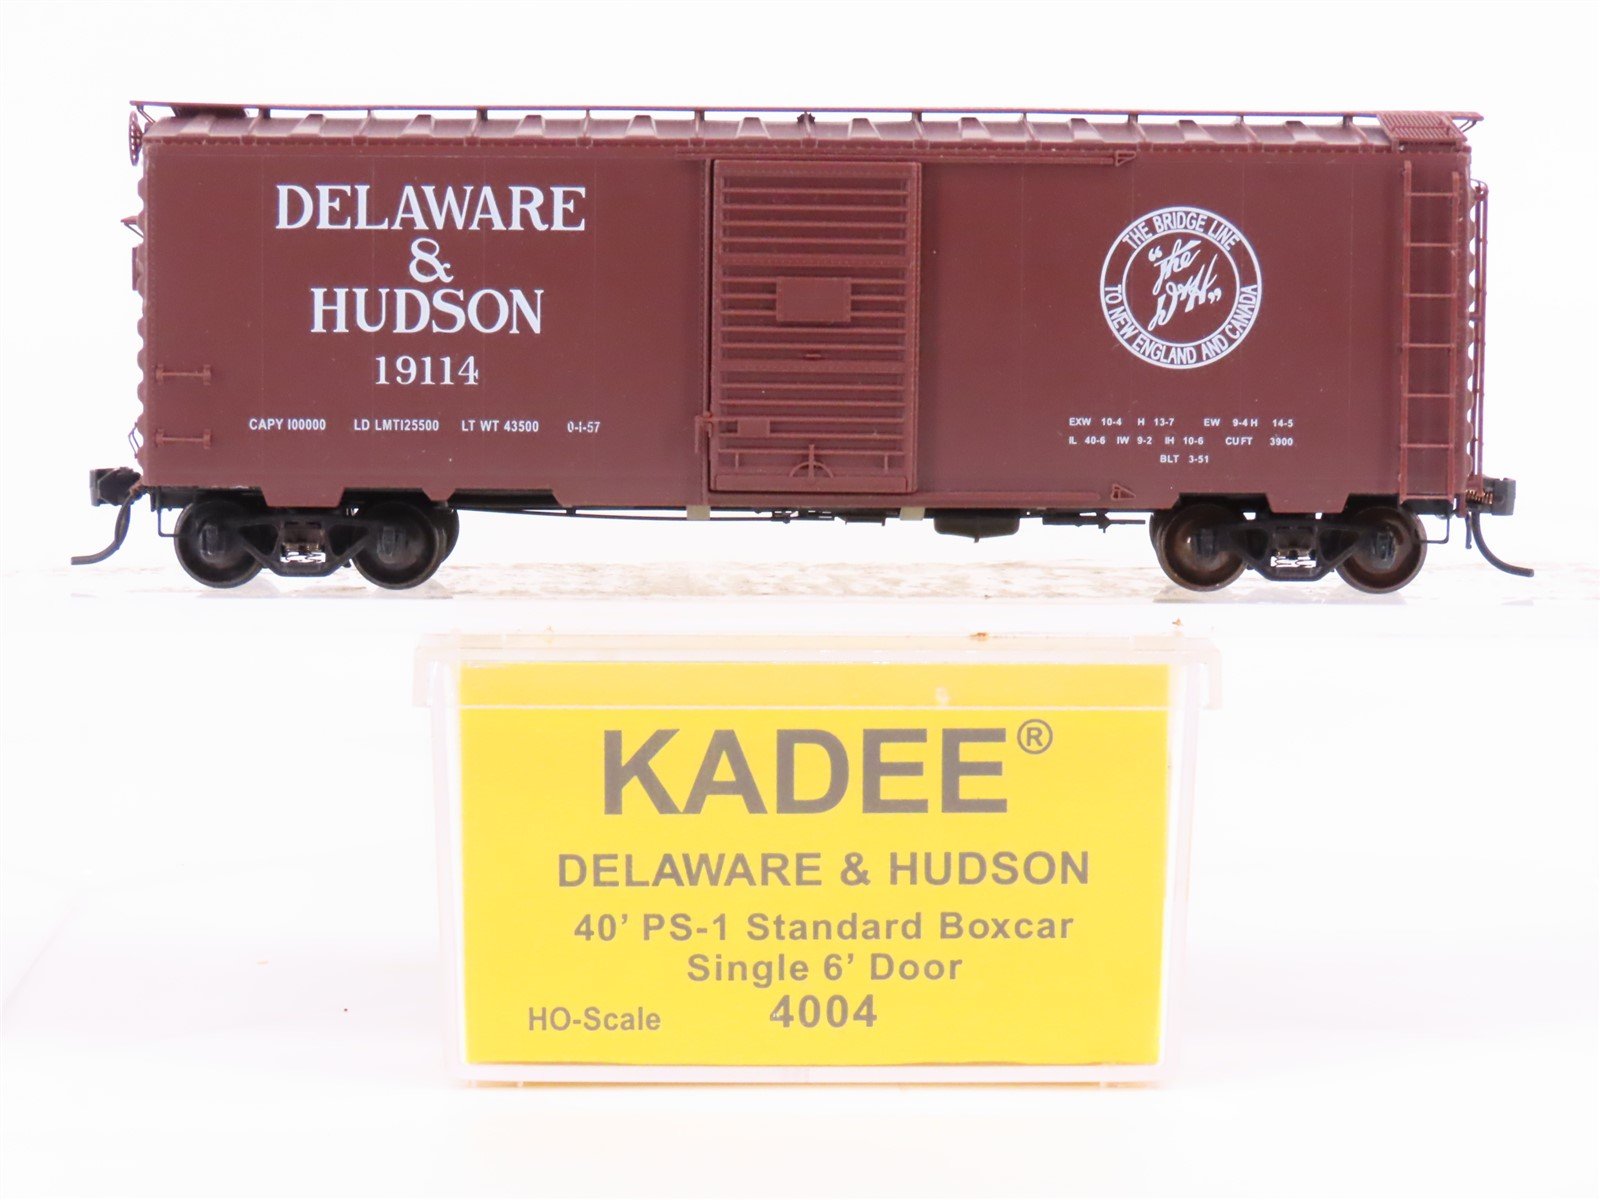 DELAWARE
&
HUDSON
19114
CAPY 100000 LD LMT125500 LT WT 43500 0-1-57
THE BRIDGE LINE
"The
D&H"
TO NEW ENGLAND AND CANADA
EXW 10-4 H 13-7 EW 9-4 H 14-5
IL 40-6 IW 9-2 IH 10-6 CU FT 3900
BLT 3-51
KADEE®
DELAWARE & HUDSON
40' PS-1 Standard Boxcar
Single 6' Door
HO-Scale 4004